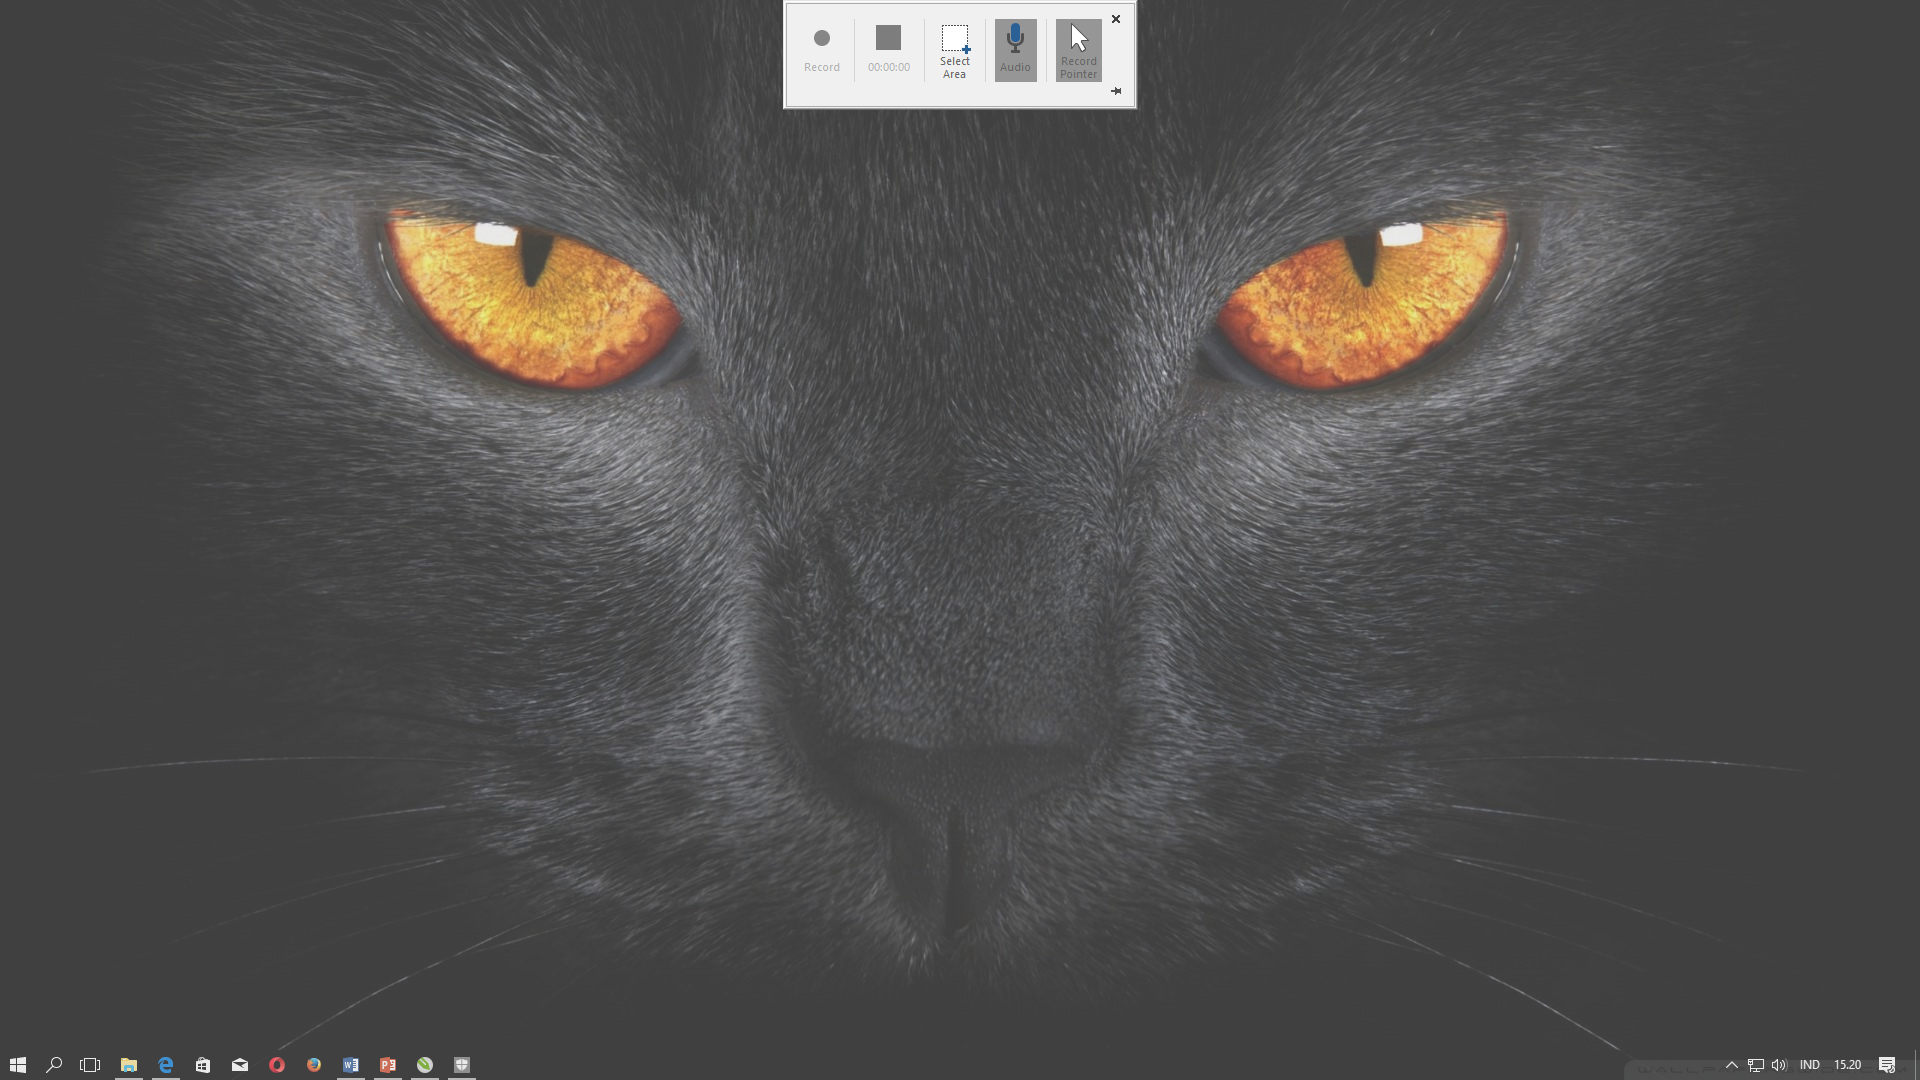 Record
00:00:00
Select
Area
Audio
Record
Pointer
IND
15.20